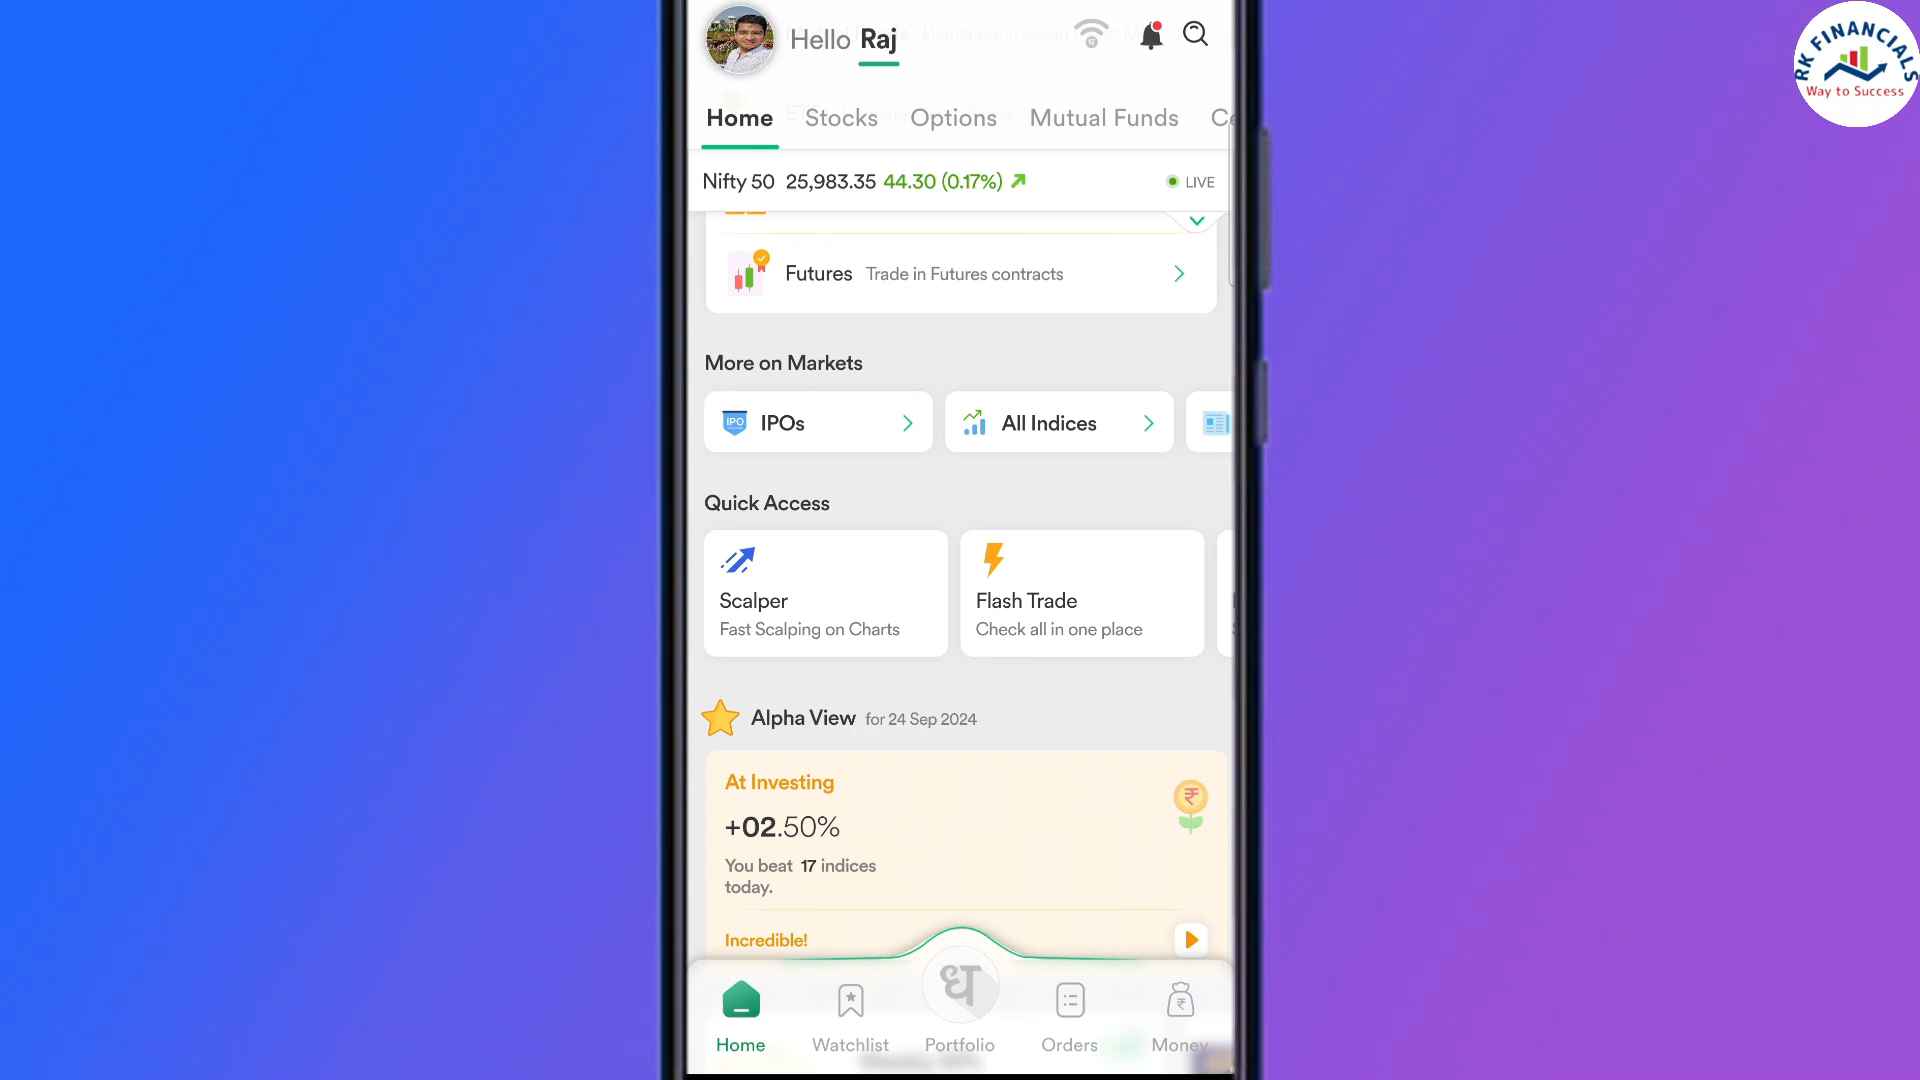 Hello Raj
RK FINANCIALS
Way to Success
Home Stocks Options Mutual Funds
Nifty 50 25,983.35 44.30 (0.17%) LIVE
Futures Trade in Futures contracts
More on Markets
IPO IPOs All Indices
Quick Access
Scalper Flash Trade
Fast Scalping on Charts Check all in one place
Alpha View for 24 Sep 2024
At Investing
+02.50%
₹
You beat 17 indices
today.
Incredible!
ध
₹
Home Watchlist Portfolio Orders Money